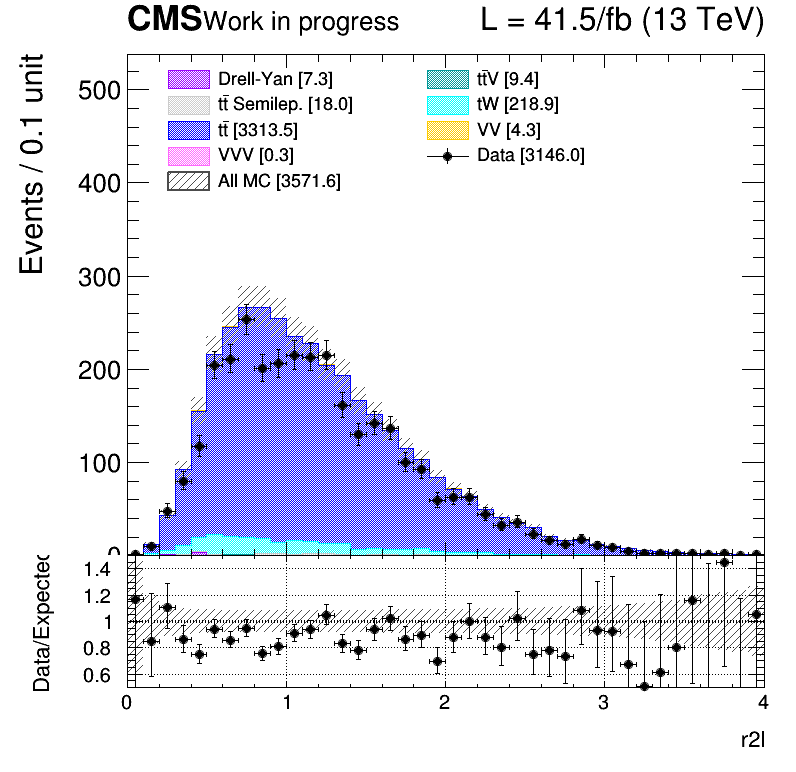 CMS Work in progress L = 41.5/fb (13 TeV)
Events / 0.1 unit
500
400
300
200
100
0
Drell-Yan [7.3]
tt̄ Semilep. [18.0]
tt̄ [3313.5]
VVV [0.3]
All MC [3571.6]
tt̄V [9.4]
tW [218.9]
VV [4.3]
Data [3146.0]
Data/Expected
1.4
1.2
1
0.8
0.6
0 1 2 3 4
r2l